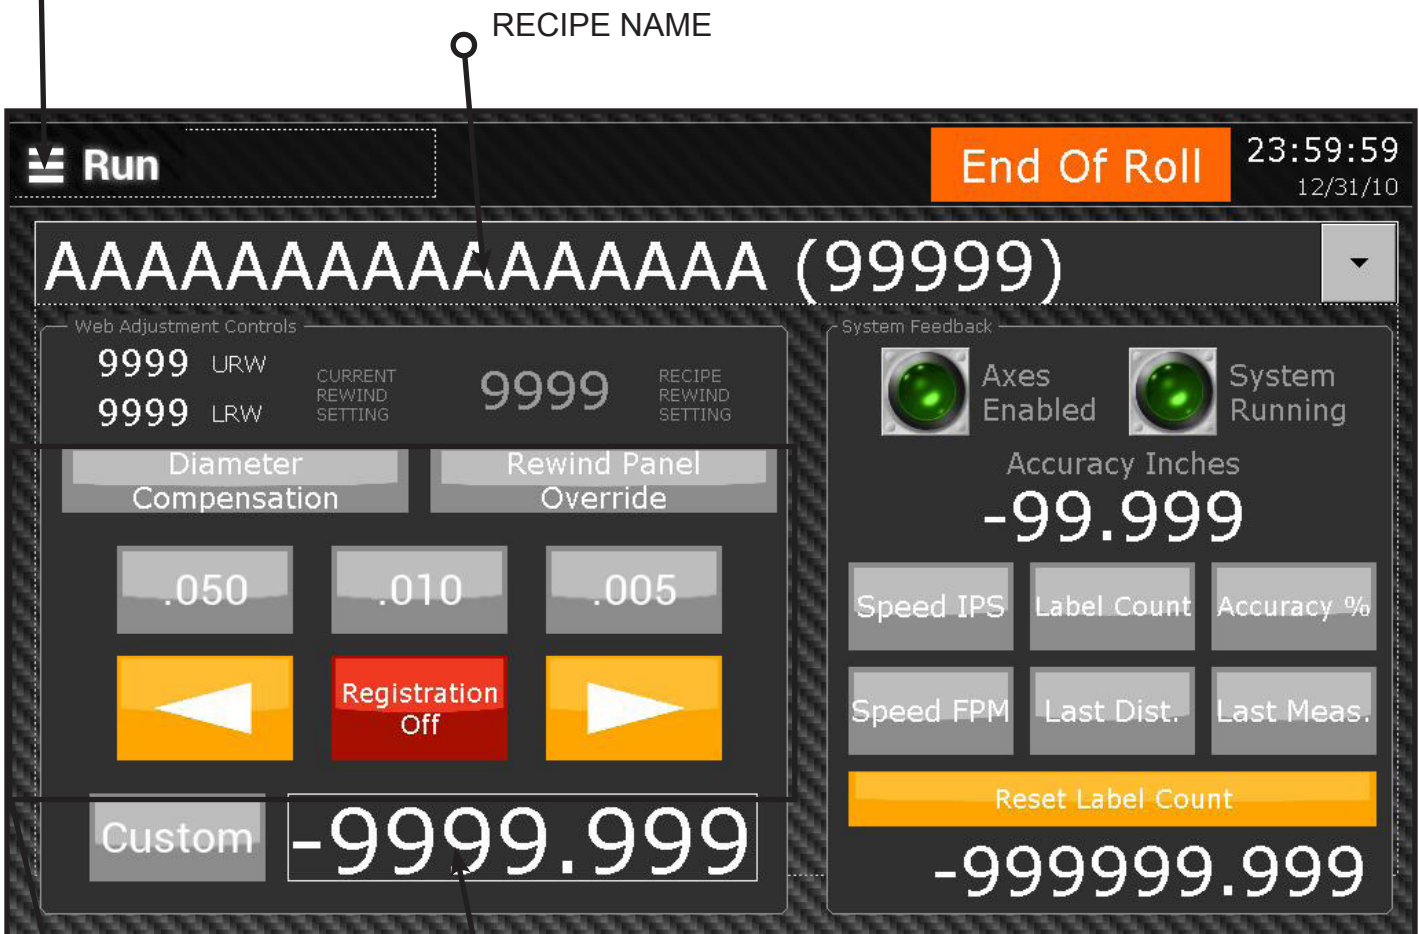 RECIPE NAME
Run
End Of Roll
23:59:59
12/31/10
AAAAAAAAAAAAAAAAA (99999)
Web Adjustment Controls
9999 URW
9999 LRW
CURRENT
REWIND
SETTING
9999
RECIPE
REWIND
SETTING
Diameter
Compensation
Rewind Panel
Override
.050
.010
.005
Registration
Off
Custom
-9999.999
System Feedback
Axes
Enabled
System
Running
Accuracy Inches
-99.999
Speed IPS
Label Count
Accuracy %
Speed FPM
Last Dist.
Last Meas.
Reset Label Count
-999999.999